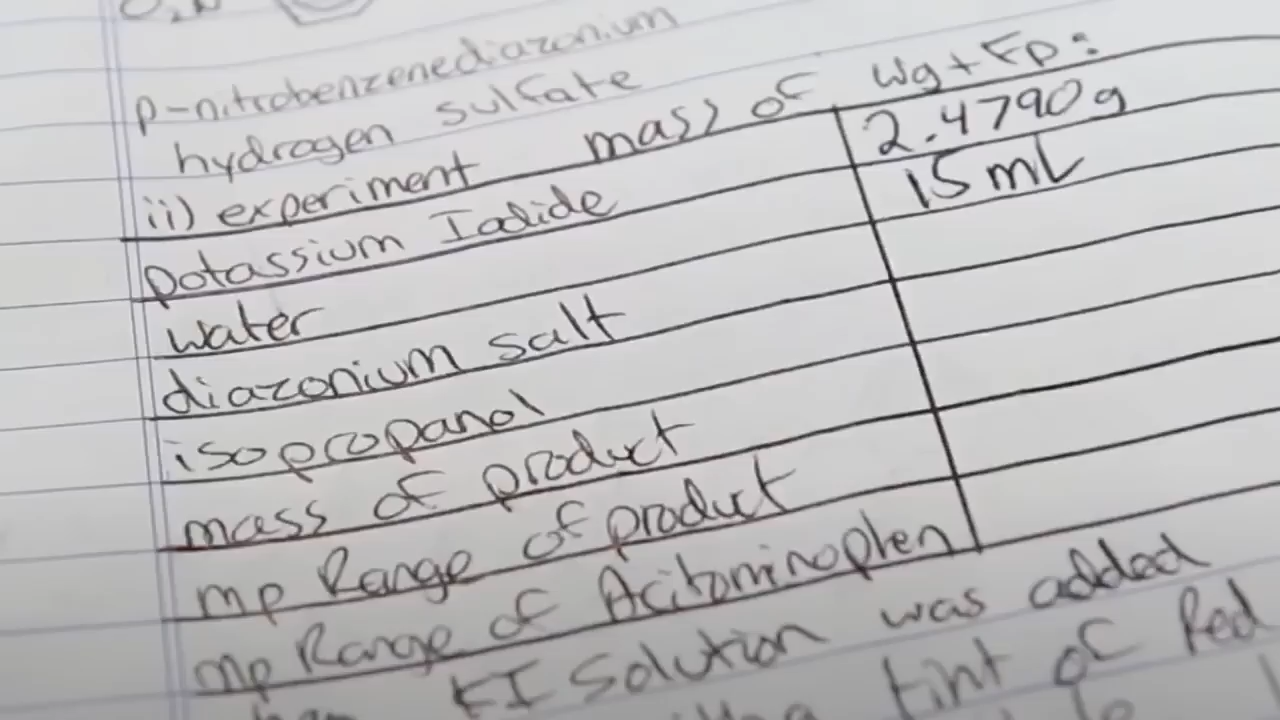 p-nitrobenzenediazonium
hydrogen sulfate
ii) experiment mass of Wg + Fp:
potassium Iodide 2.4790g
water 15 mL
diazonium salt
isopropanol
mass of product
mp Range of product
mp Range of Acitominophen
KI Solution was added
tint of Red